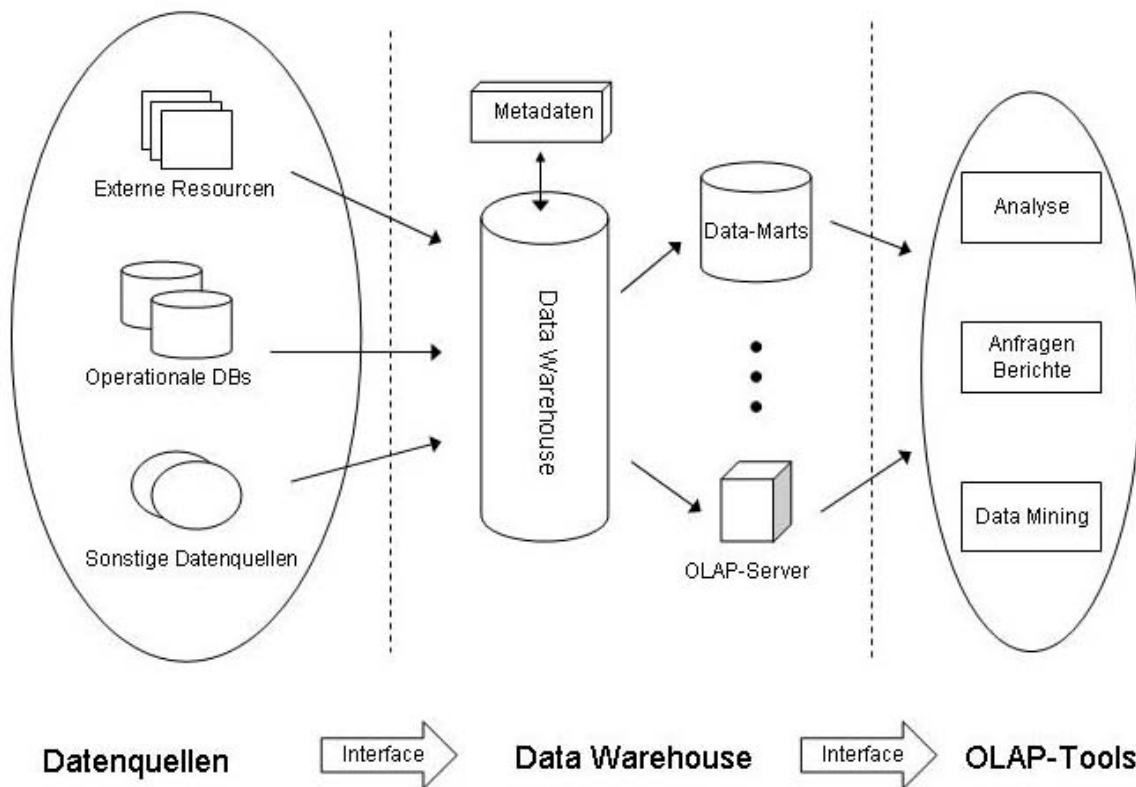 Metadaten
Externe Resourcen
Operationale DBs
Sonstige Datenquellen
Data Warehouse
Data-Marts
OLAP-Server
Analyse
Anfragen
Berichte
Data Mining
Datenquellen
Interface
Data Warehouse
Interface
OLAP-Tools